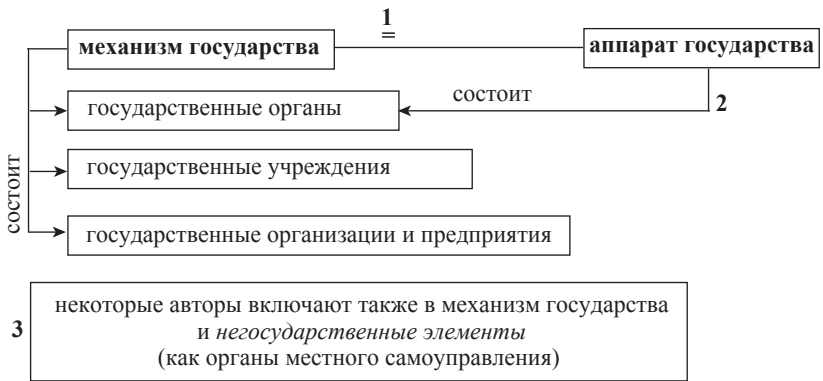 1
=
механизм государства
аппарат государства
государственные органы
состоит
2
государственные учреждения
состоит
государственные организации и предприятия
3
некоторые авторы включают также в механизм государства
и негосударственные элементы
(как органы местного самоуправления)